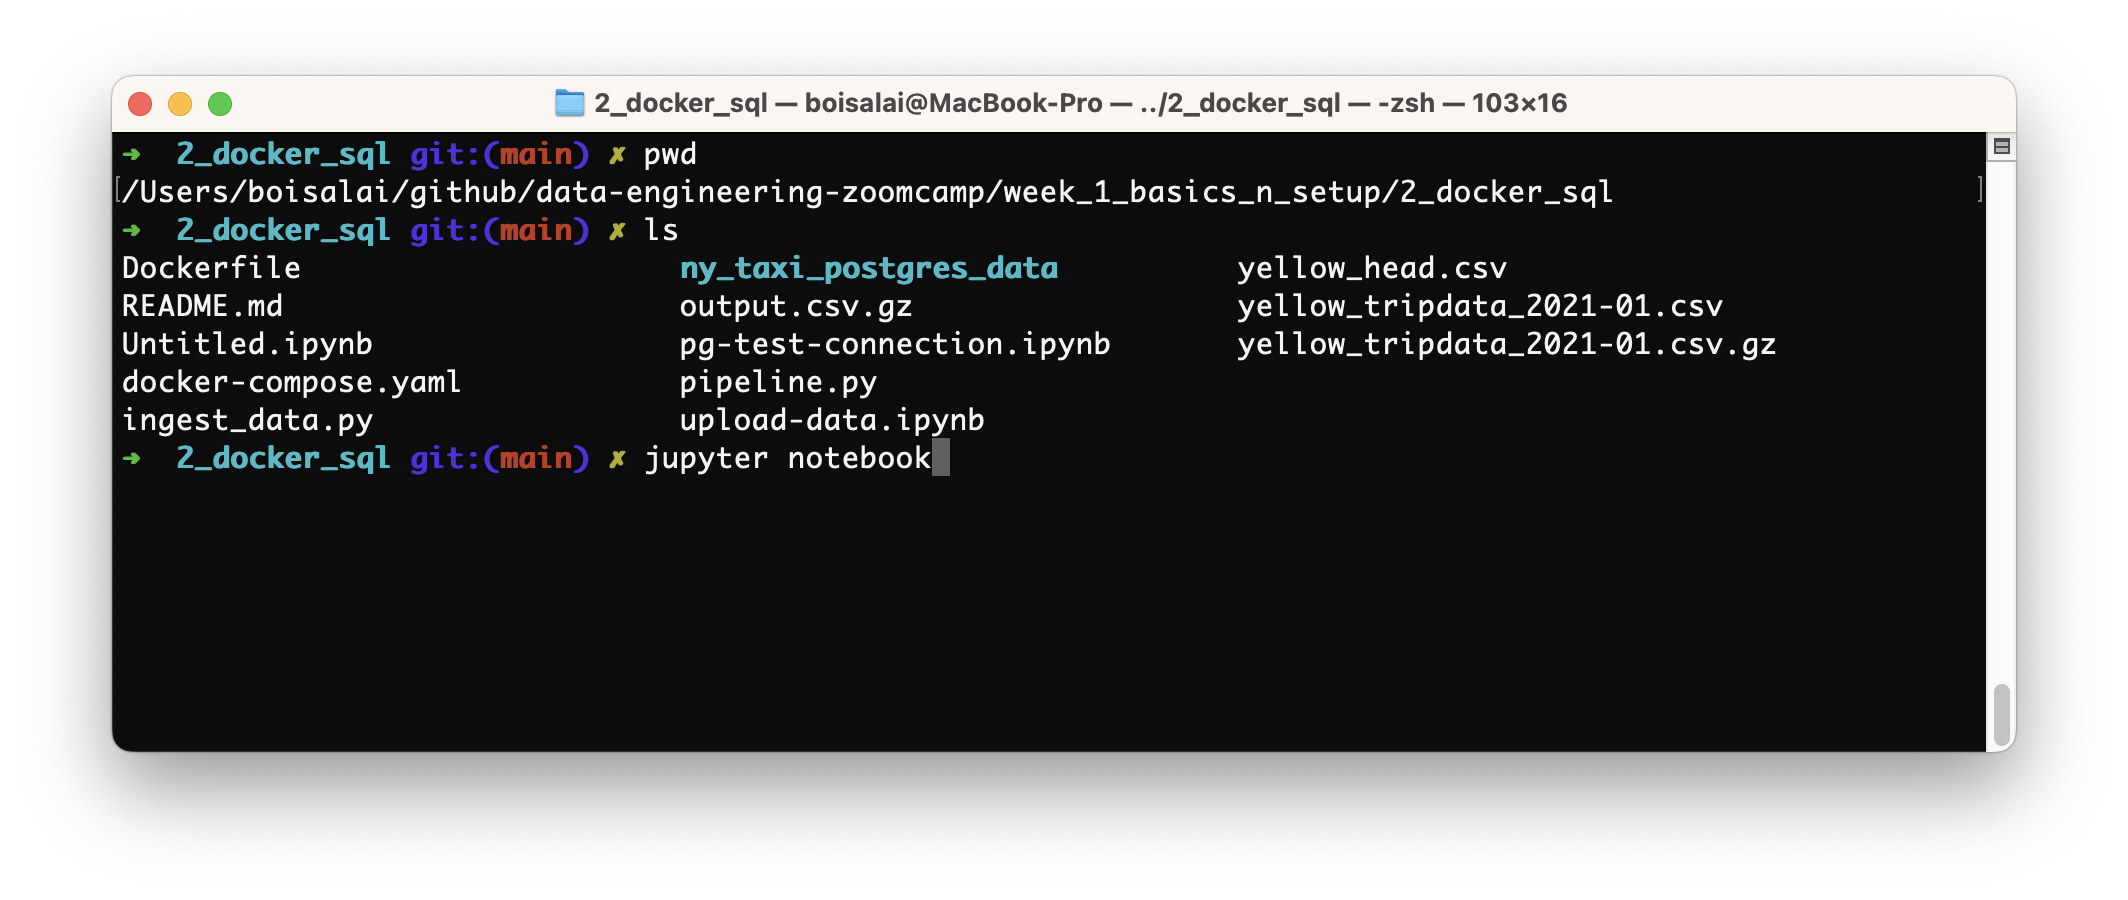 2_docker_sql — boisalai@MacBook-Pro — ../2_docker_sql — -zsh — 103×16
➜  2_docker_sql git:(main) ✗ pwd
/Users/boisalai/github/data-engineering-zoomcamp/week_1_basics_n_setup/2_docker_sql
➜  2_docker_sql git:(main) ✗ ls
Dockerfile                     ny_taxi_postgres_data          yellow_head.csv
README.md                      output.csv.gz                  yellow_tripdata_2021-01.csv
Untitled.ipynb                 pg-test-connection.ipynb       yellow_tripdata_2021-01.csv.gz
docker-compose.yaml            pipeline.py
ingest_data.py                 upload-data.ipynb
➜  2_docker_sql git:(main) ✗ jupyter notebook